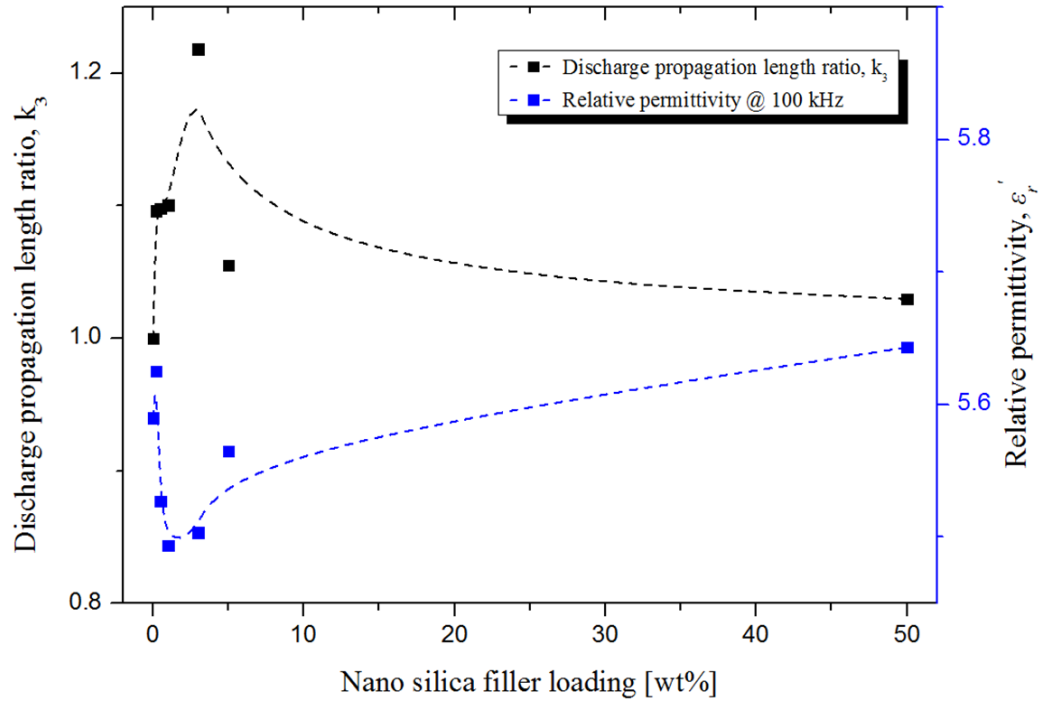 Discharge propagation length ratio, k₃
Relative permittivity @ 100 kHz
1.2
1.0
0.8
Discharge propagation length ratio, k₃
5.8
5.6
Relative permittivity, εᵣ′
0 10 20 30 40 50
Nano silica filler loading [wt%]